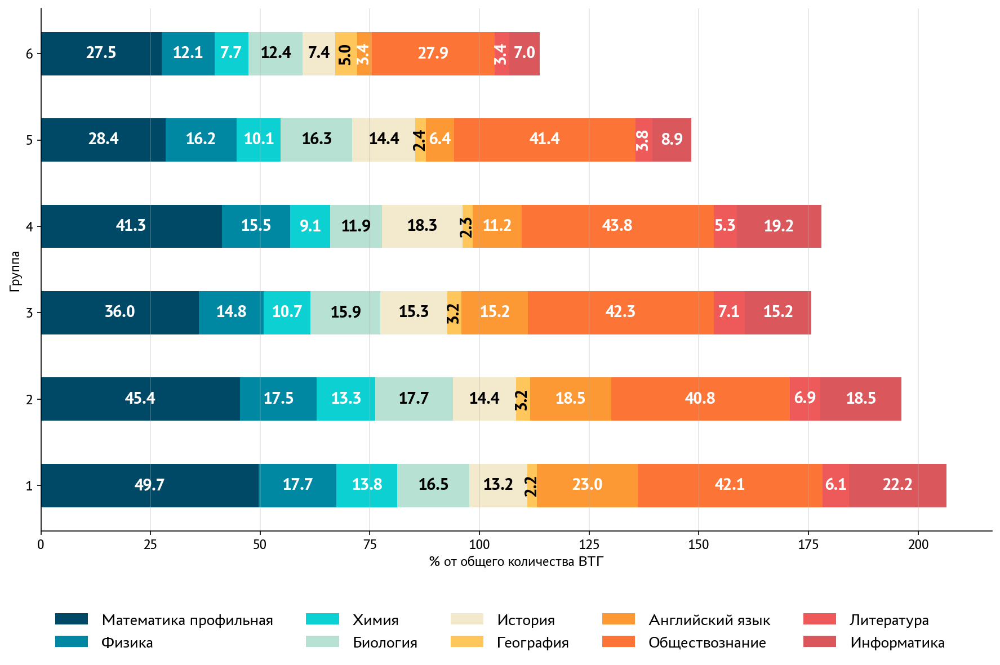 6
27.5 12.1 7.7 12.4 7.4 5.0 3.4 27.9 3.4 7.0
5
28.4 16.2 10.1 16.3 14.4 2.4 6.4 41.4 3.8 8.9
4
41.3 15.5 9.1 11.9 18.3 2.3 11.2 43.8 5.3 19.2
Группа
3
36.0 14.8 10.7 15.9 15.3 3.2 15.2 42.3 7.1 15.2
2
45.4 17.5 13.3 17.7 14.4 3.2 18.5 40.8 6.9 18.5
1
49.7 17.7 13.8 16.5 13.2 2.2 23.0 42.1 6.1 22.2
0 25 50 75 100 125 150 175 200
% от общего количества ВТГ
Математика профильная
Физика
Химия
Биология
История
География
Английский язык
Обществознание
Литература
Информатика